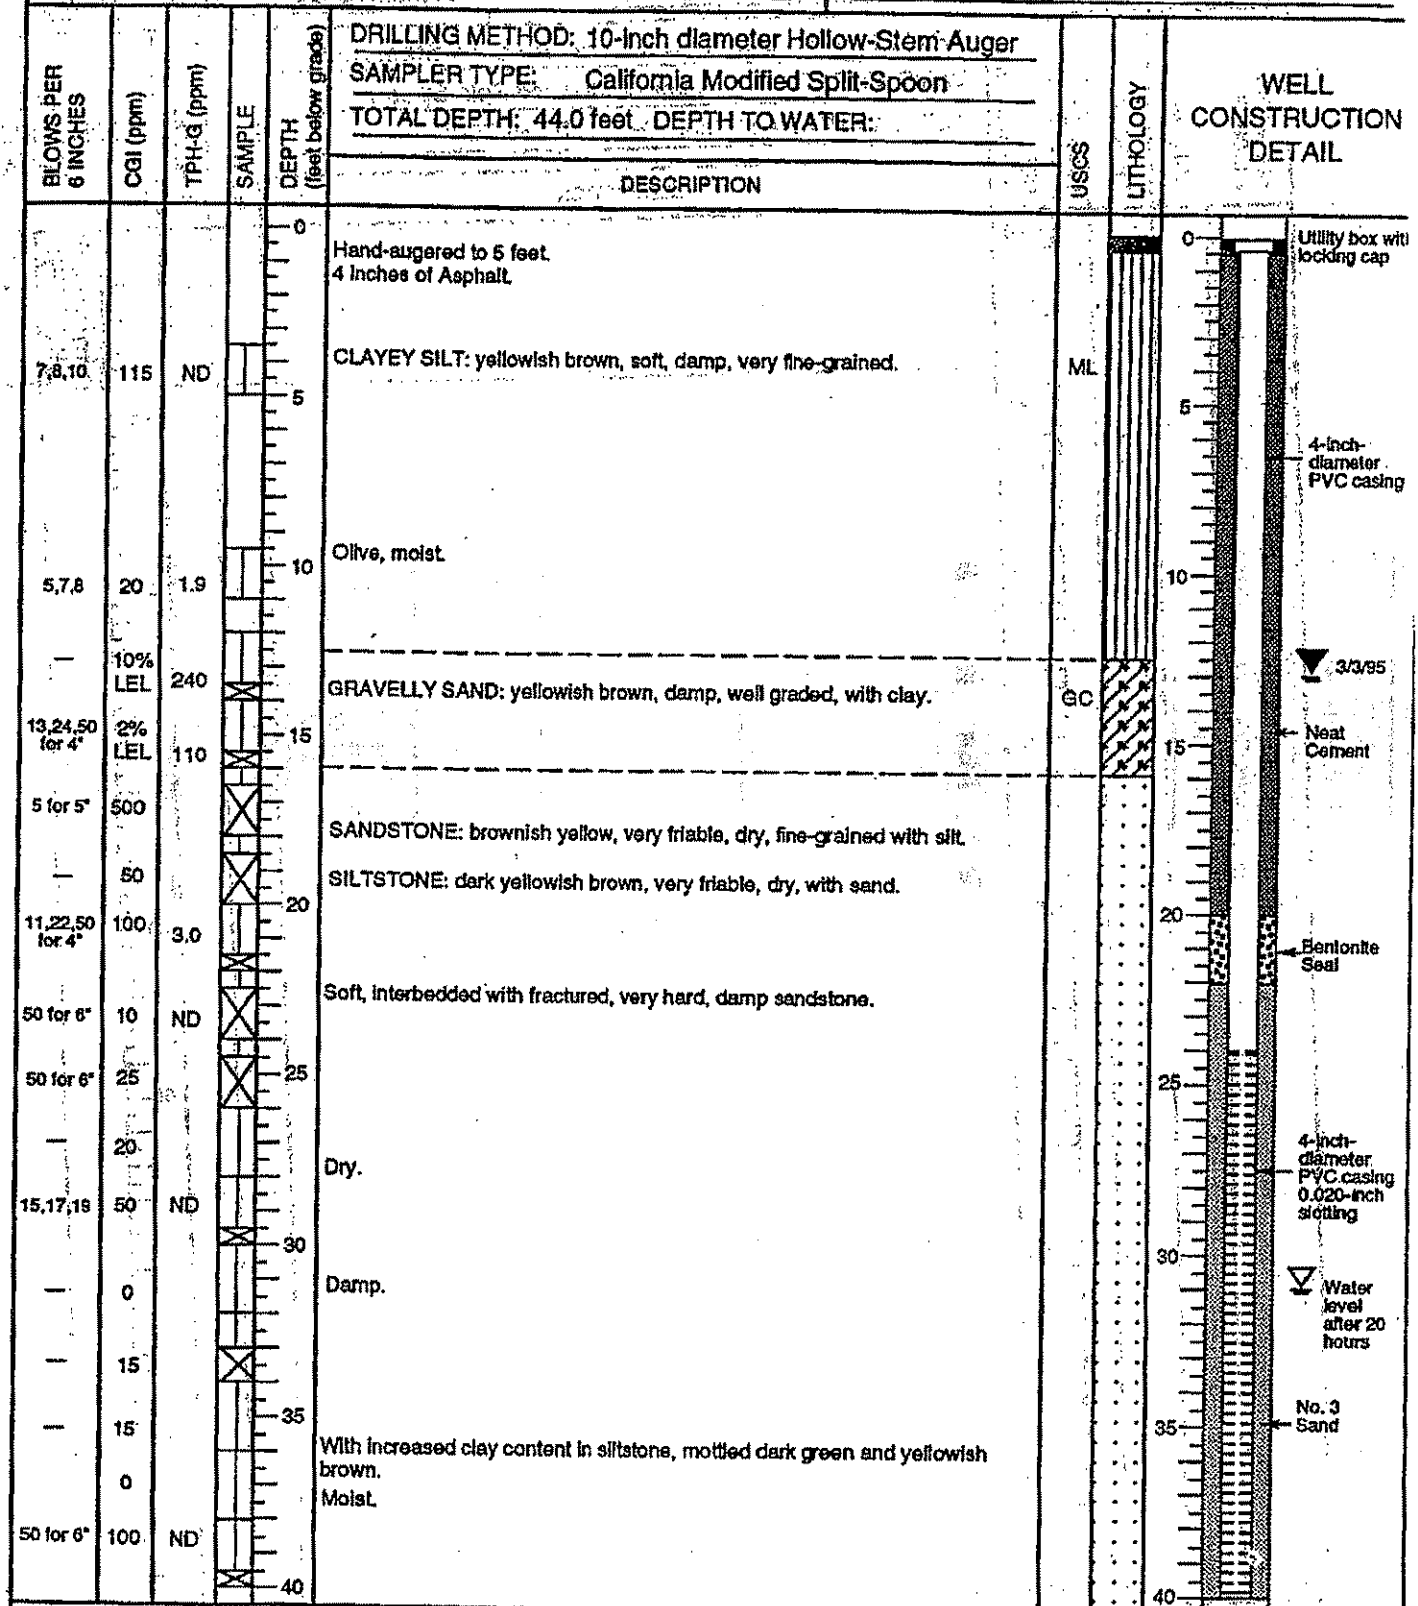 DRILLING METHOD: 10-inch diameter Hollow-Stem Auger
SAMPLER TYPE: California Modified Split-Spoon
TOTAL DEPTH: 44.0 feet DEPTH TO WATER:
BLOWS PER
6 INCHES
CGI (ppm)
TPH-G (ppm)
SAMPLE
DEPTH
(feet below grade)
DESCRIPTION
USCS
LITHOLOGY
WELL
CONSTRUCTION
DETAIL
0
Hand-augered to 5 feet.
4 inches of Asphalt.
0
Utility box with
locking cap
7,8,10 115 ND
CLAYEY SILT: yellowish brown, soft, damp, very fine-grained.
ML
5
5
4-inch-
diameter
PVC casing
Olive, moist.
10
10
5,7,8 20 1.9
— 10%
LEL 240
3/3/95
GRAVELLY SAND: yellowish brown, damp, well graded, with clay.
GC
13,24,50
for 4"
2%
LEL 110
15
15
Neat
Cement
5 for 5" 500
SANDSTONE: brownish yellow, very friable, dry, fine-grained with silt.
— 50
SILTSTONE: dark yellowish brown, very friable, dry, with sand.
20
20
11,22,50
for 4"
100 3.0
Bentonite
Seal
Soft, interbedded with fractured, very hard, damp sandstone.
50 for 6" 10 ND
50 for 6" 25
25
25
— 20
Dry.
4-inch-
diameter
PVC casing
0.020-inch
slotting
15,17,19 50 ND
30
30
— 0
Damp.
Water
level
after 20
hours
— 15
— 15
35
35
No. 3
Sand
With increased clay content in siltstone, mottled dark green and yellowish
brown.
0
Moist.
50 for 6" 100 ND
40
40